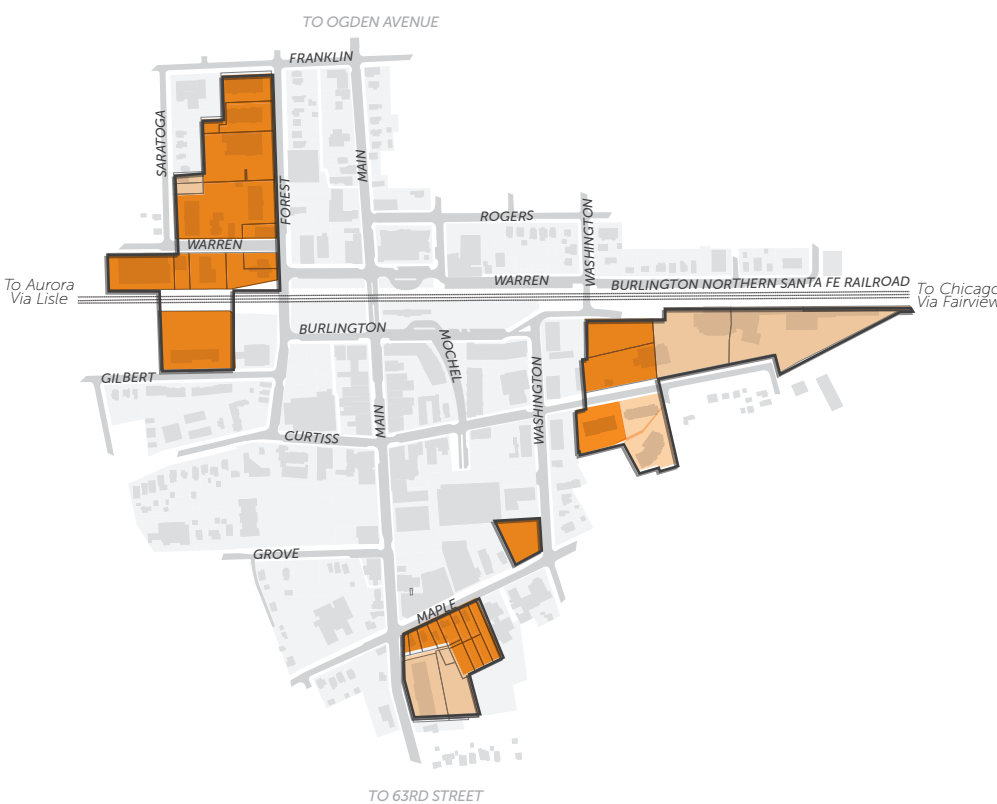 TO OGDEN AVENUE
FRANKLIN
SARATOGA
MAIN
FOREST
ROGERS
WASHINGTON
WARREN
WARREN
BURLINGTON NORTHERN SANTA FE RAILROAD
To Aurora
Via Lisle
To Chicago
Via Fairview
BURLINGTON
MOCHEL
GILBERT
WASHINGTON
MAIN
CURTISS
GROVE
MAPLE
TO 63RD STREET